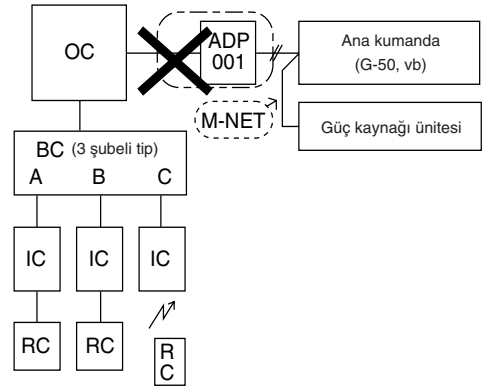 OC
ADP
001
Ana kumanda
(G-50, vb)
M-NET
Güç kaynağı ünitesi
BC (3 şubeli tip)
A B C
IC IC IC
RC RC R
C